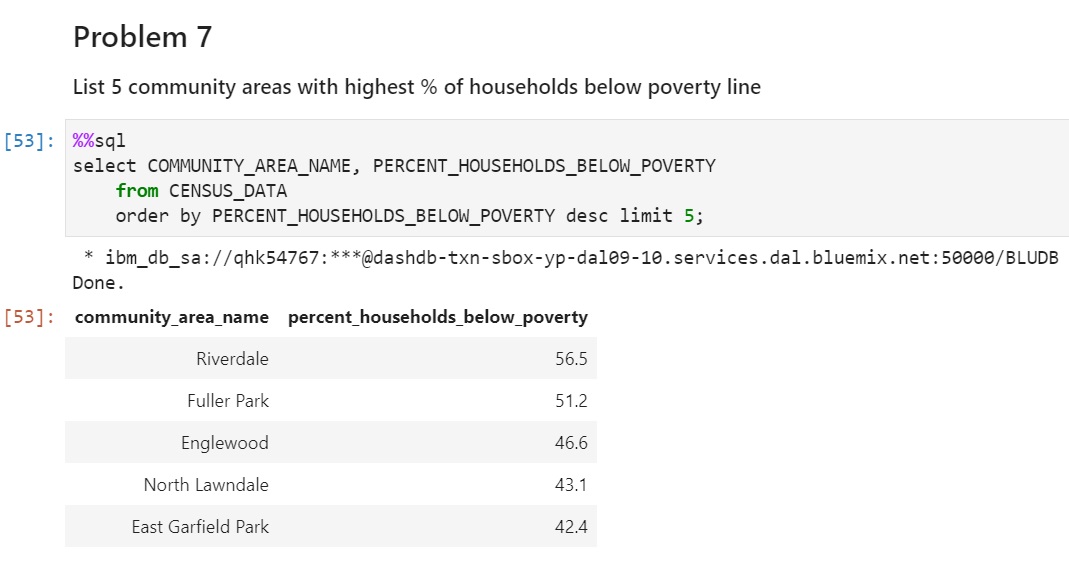 Problem 7
List 5 community areas with highest % of households below poverty line
[53]: %%sql
select COMMUNITY_AREA_NAME, PERCENT_HOUSEHOLDS_BELOW_POVERTY
from CENSUS_DATA
order by PERCENT_HOUSEHOLDS_BELOW_POVERTY desc limit 5;
* ibm_db_sa://qhk54767:***@dashdb-txn-sbox-yp-dal09-10.services.dal.bluemix.net:50000/BLUDB
Done.
[53]: community_area_name percent_households_below_poverty
Riverdale 56.5
Fuller Park 51.2
Englewood 46.6
North Lawndale 43.1
East Garfield Park 42.4